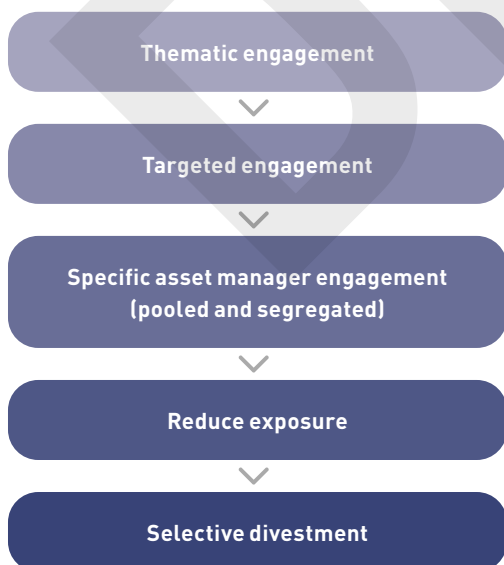 Thematic engagement
Targeted engagement
Specific asset manager engagement
(pooled and segregated)
Reduce exposure
Selective divestment